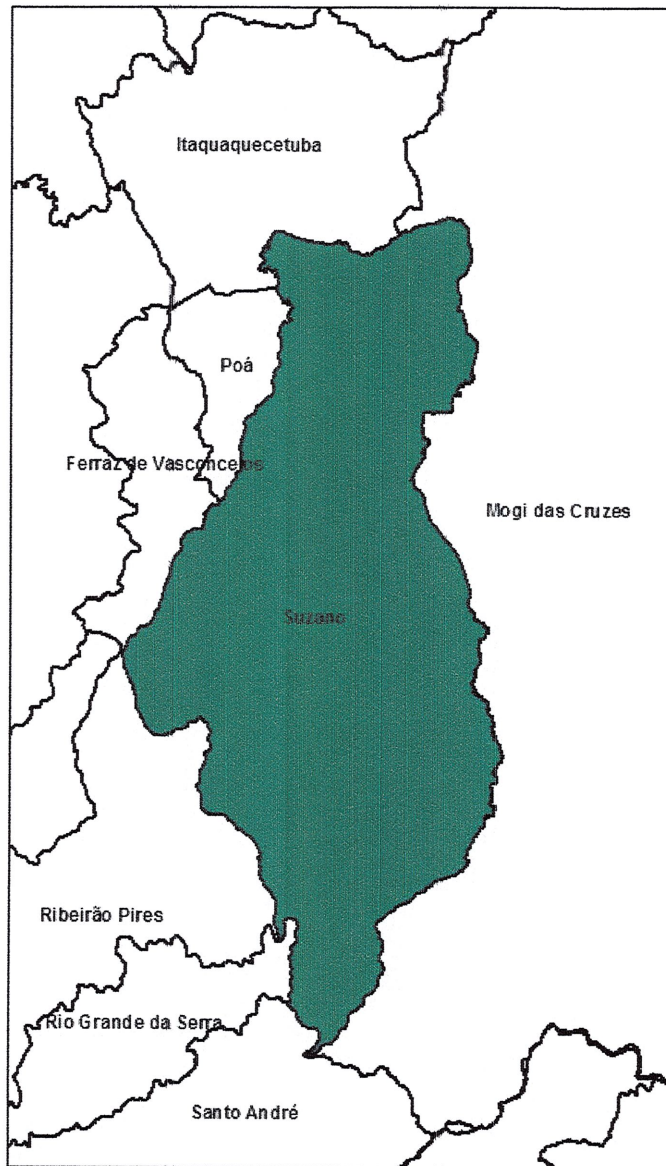 Itaquaquecetuba
Poá
Ferraz de Vasconcelos
Mogi das Cruzes
Suzano
Ribeirão Pires
Rio Grande da Serra
Santo André